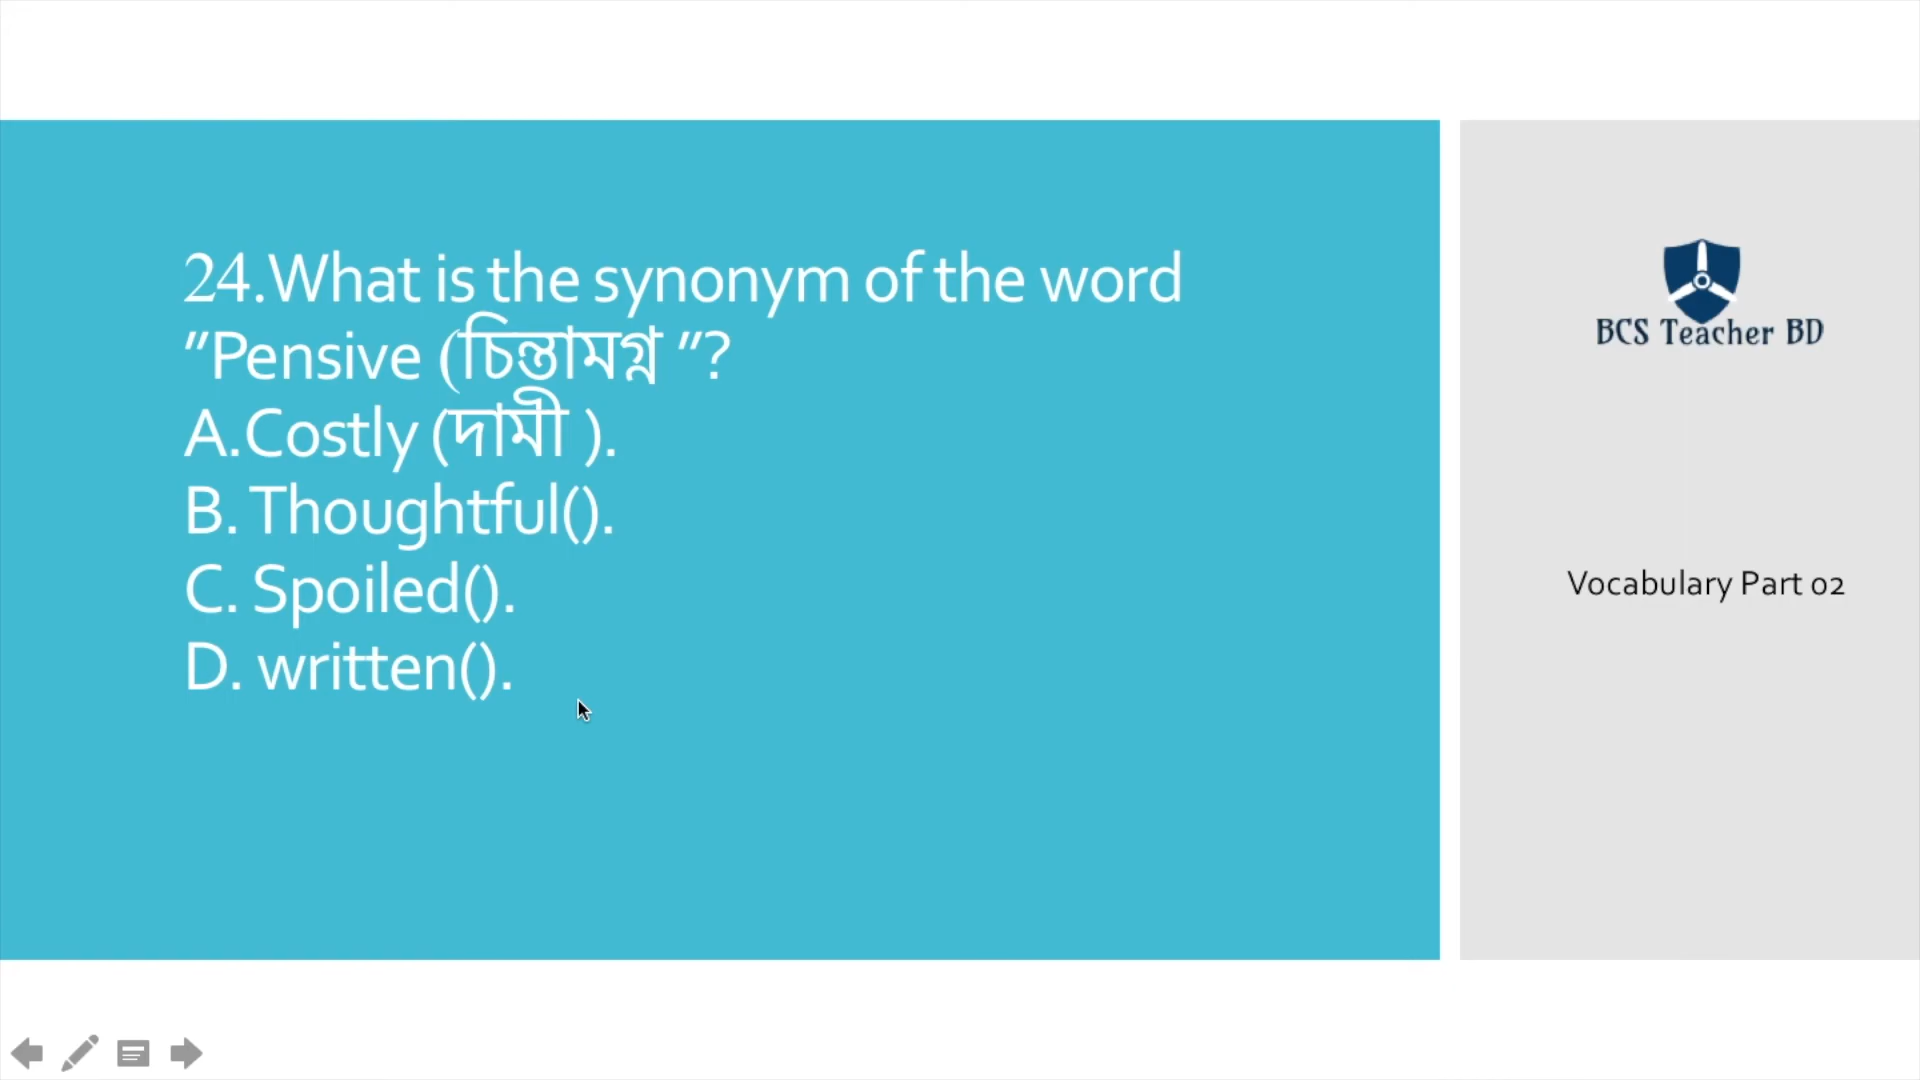 24.What is the synonym of the word
"Pensive (চিন্তামগ্ন "?
A.Costly (দামী ).
B. Thoughtful().
C. Spoiled().
D. written().
BCS Teacher BD
Vocabulary Part 02